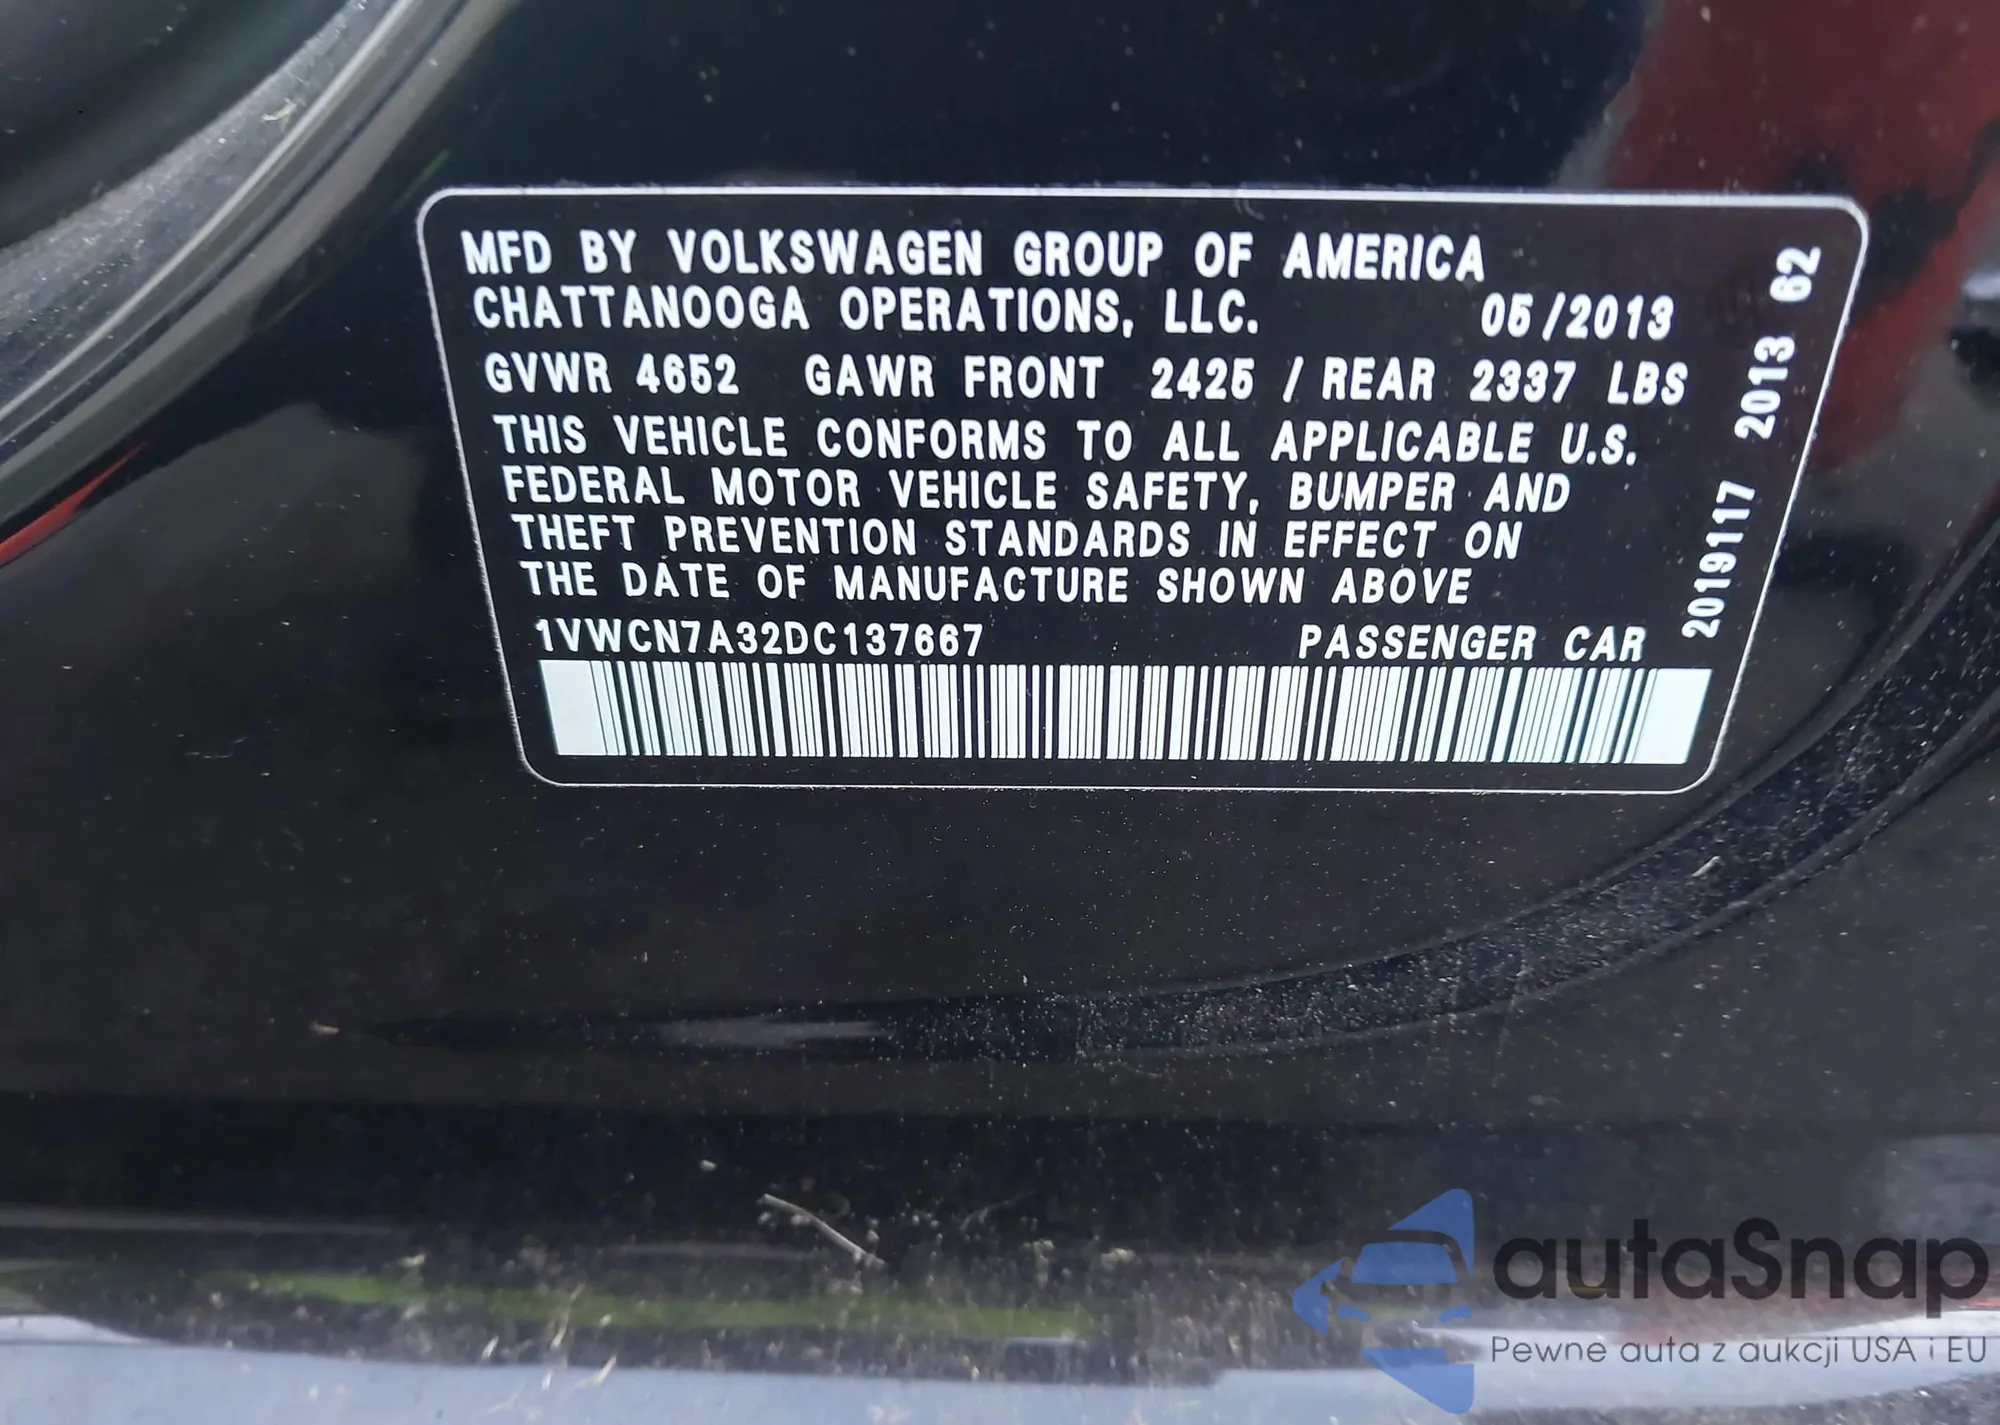 MFD BY VOLKSWAGEN GROUP OF AMERICA
CHATTANOOGA OPERATIONS, LLC. 05/2013
GVWR 4652 GAWR FRONT 2425 / REAR 2337 LBS
THIS VEHICLE CONFORMS TO ALL APPLICABLE U.S.
FEDERAL MOTOR VEHICLE SAFETY, BUMPER AND
THEFT PREVENTION STANDARDS IN EFFECT ON
THE DATE OF MANUFACTURE SHOWN ABOVE
1VWCN7A32DC137667 PASSENGER CAR
2019117 2013 62
autaSnap
Pewne auta z aukcji USA i EU